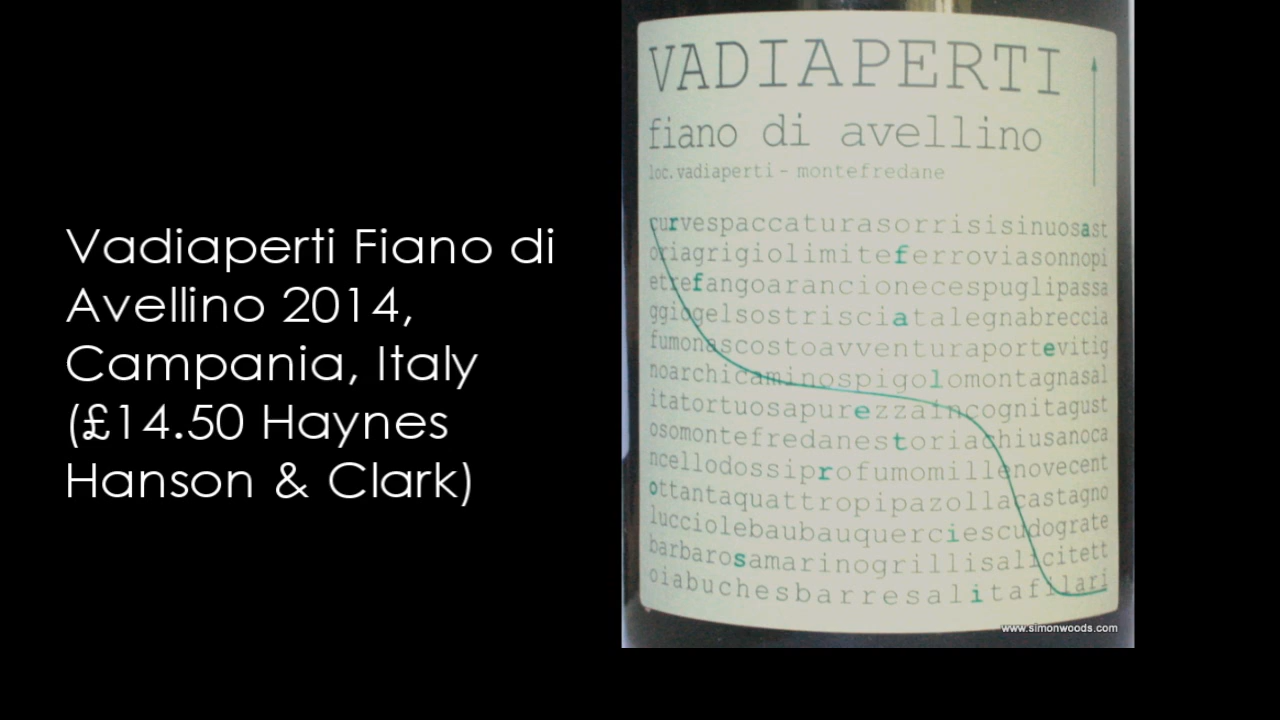 Vadiaperti Fiano di
Avellino 2014,
Campania, Italy
(£14.50 Haynes
Hanson & Clark)
VADIAPERTI
fiano di avellino
loc. vadiaperti - montefredane
curvespaccaturasorrisisinuosast
oriagrigiolimiteferroviasonnopi
etrefangoarancionecespuglipassa
ggiogelsostrisciatalegnabreccia
fumonascostoavventuraportevitig
noarchicaminospigolomontagnasal
itatortuosapurezzaincognitagust
osomontefredanestoriachiusanoca
ncellodossiprofumomillenovecent
ottantaquattropipazollacastagno
lucciolebaubauquerciescudograte
barbarosamarinogrillisalicitett
oiabuchesbarresalitafilari
www.simonwoods.com